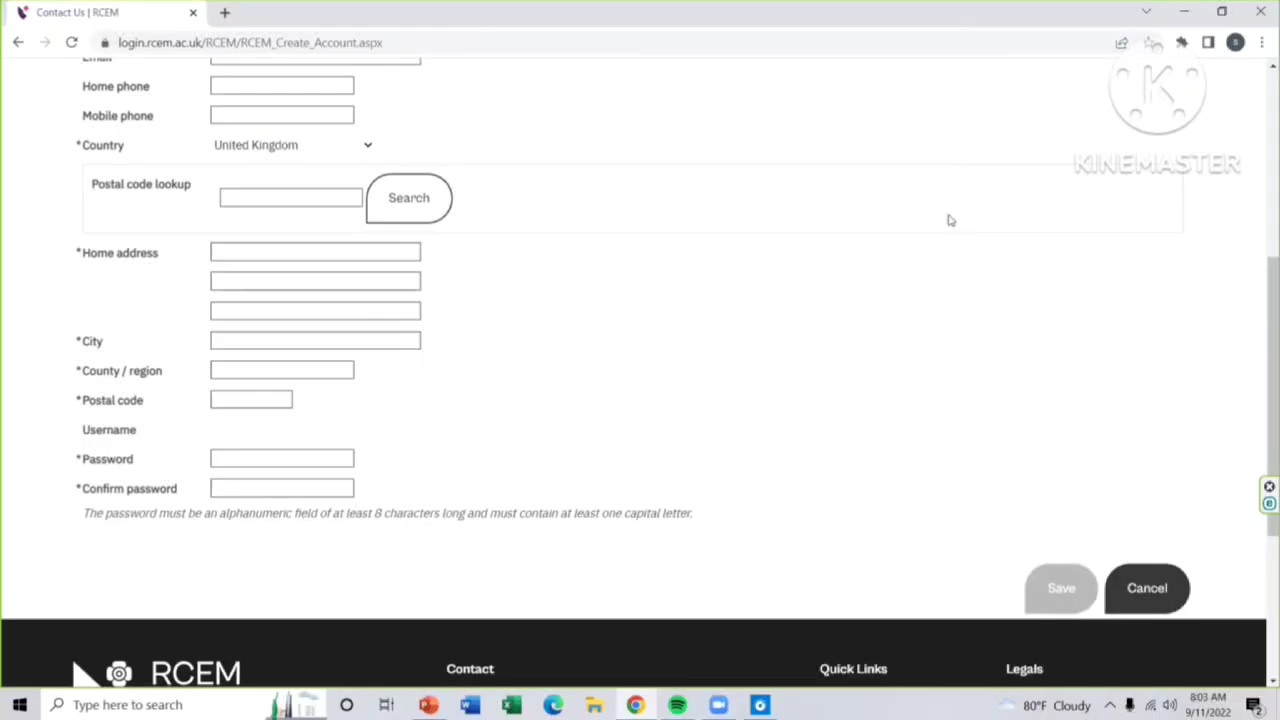 Contact Us | RCEM
login.rcem.ac.uk/RCEM/RCEM_Create_Account.aspx
Email
Home phone
Mobile phone
KINEMASTER
* Country United Kingdom
Postal code lookup Search
* Home address
* City
* County / region
* Postal code
Username
* Password
* Confirm password
The password must be an alphanumeric field of at least 8 characters long and must contain at least one capital letter.
Save Cancel
RCEM Contact Quick Links Legals
Type here to search 80°F Cloudy 8:03 AM
9/11/2022